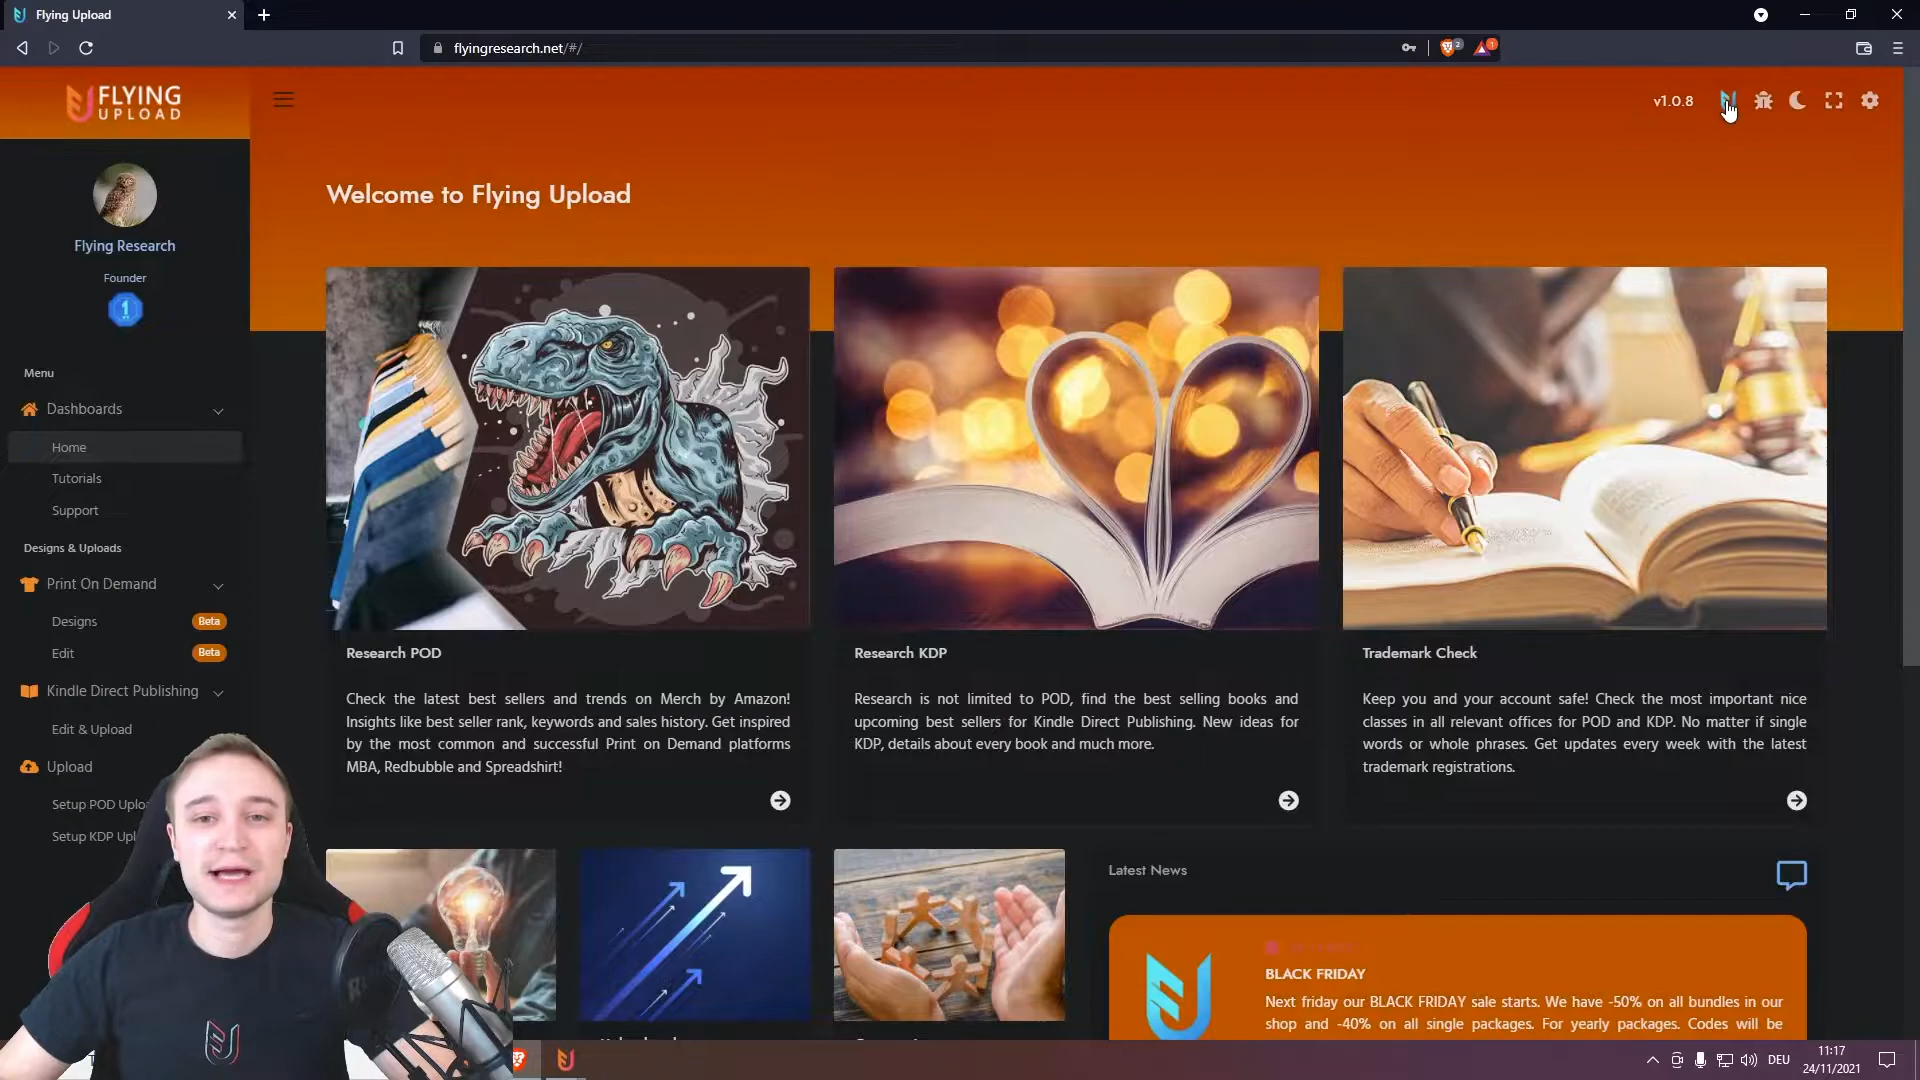 Flying Upload
flyingresearch.net/#/
2
1
FLYING
UPLOAD
v1.0.8
Flying Research
Founder
1
Menu
Dashboards
Home
Tutorials
Support
Designs & Uploads
Print On Demand
Designs
Beta
Edit
Beta
Kindle Direct Publishing
Edit & Upload
Upload
Setup POD Uplo
Setup KDP Upl
Welcome to Flying Upload
Research POD
Check the latest best sellers and trends on Merch by Amazon!
Insights like best seller rank, keywords and sales history. Get inspired
by the most common and successful Print on Demand platforms
MBA, Redbubble and Spreadshirt!
Research KDP
Research is not limited to POD, find the best selling books and
upcoming best sellers for Kindle Direct Publishing. New ideas for
KDP, details about every book and much more.
Trademark Check
Keep you and your account safe! Check the most important nice
classes in all relevant offices for POD and KDP. No matter if single
words or whole phrases. Get updates every week with the latest
trademark registrations.
Latest News
BLACK FRIDAY
Next friday our BLACK FRIDAY sale starts. We have -50% on all bundles in our
shop and -40% on all single packages. For yearly packages. Codes will be
DEU
11:17
24/11/2021